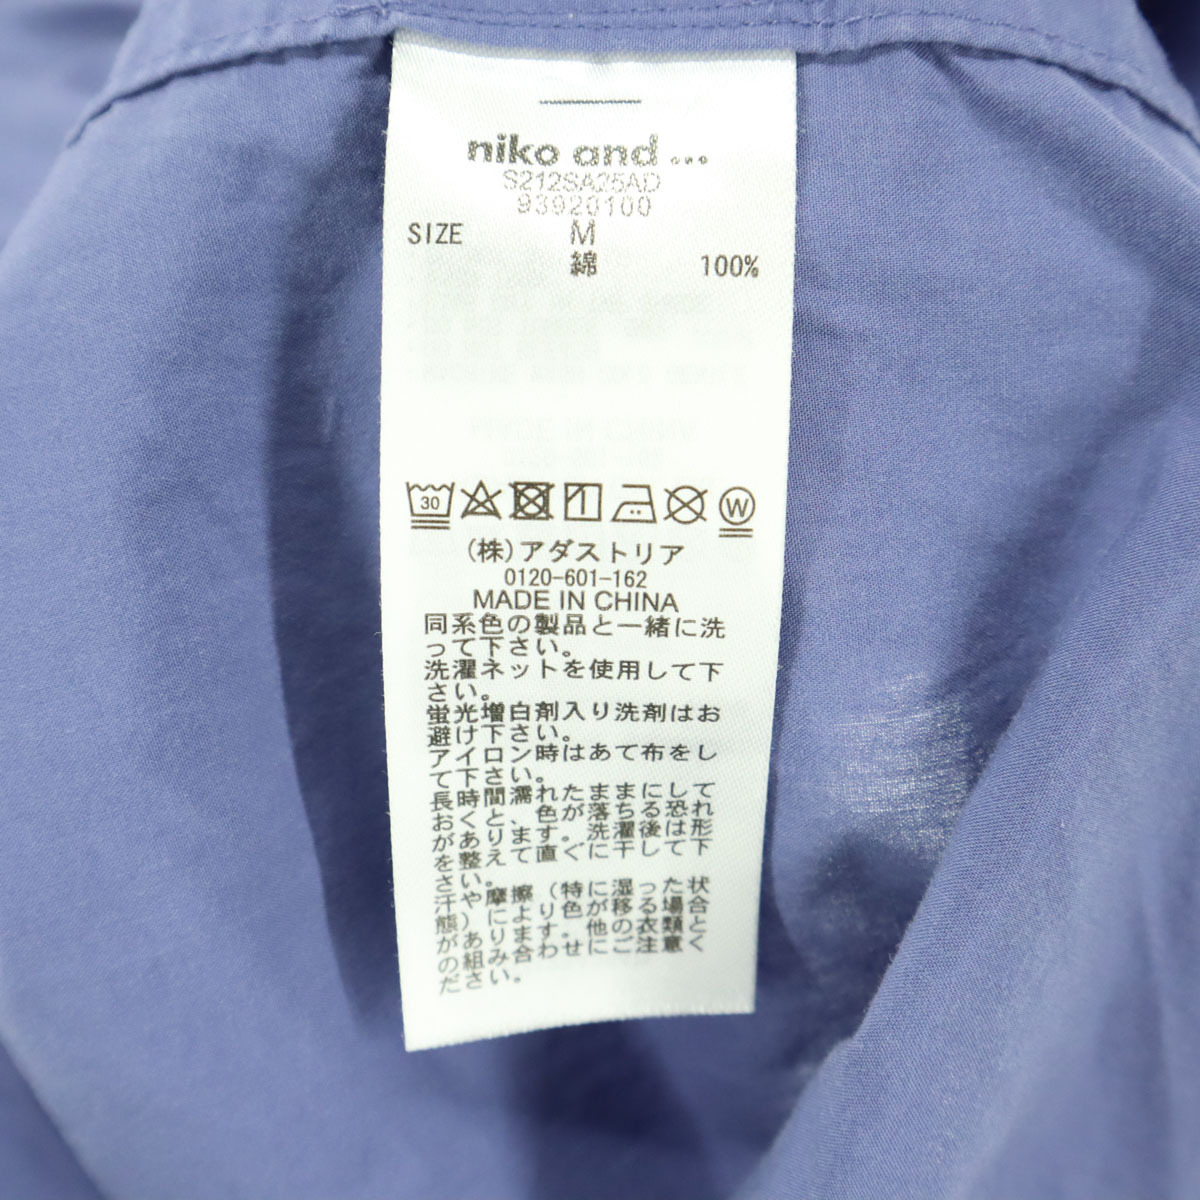 niko and ...
S212SA25AD
93920100
SIZE M
綿 100%
30
W
(株)アダストリア
0120-601-162
MADE IN CHINA
同系色の製品と一緒に洗
って下さい。
洗濯ネットを使用して下
さい。
蛍光増白剤入り洗剤はお
避け下さい。
アイロン時はあて布をし
て下さい。
長時間濡れたままにして
おくと、色が落ちる恐れ
があります。洗濯後は形
を整えて直ぐに干して下
さい。
汗や摩擦(特に湿った状
態)により色が移る場合
があります。他の衣類と
の組み合わせにご注意く
ださい。